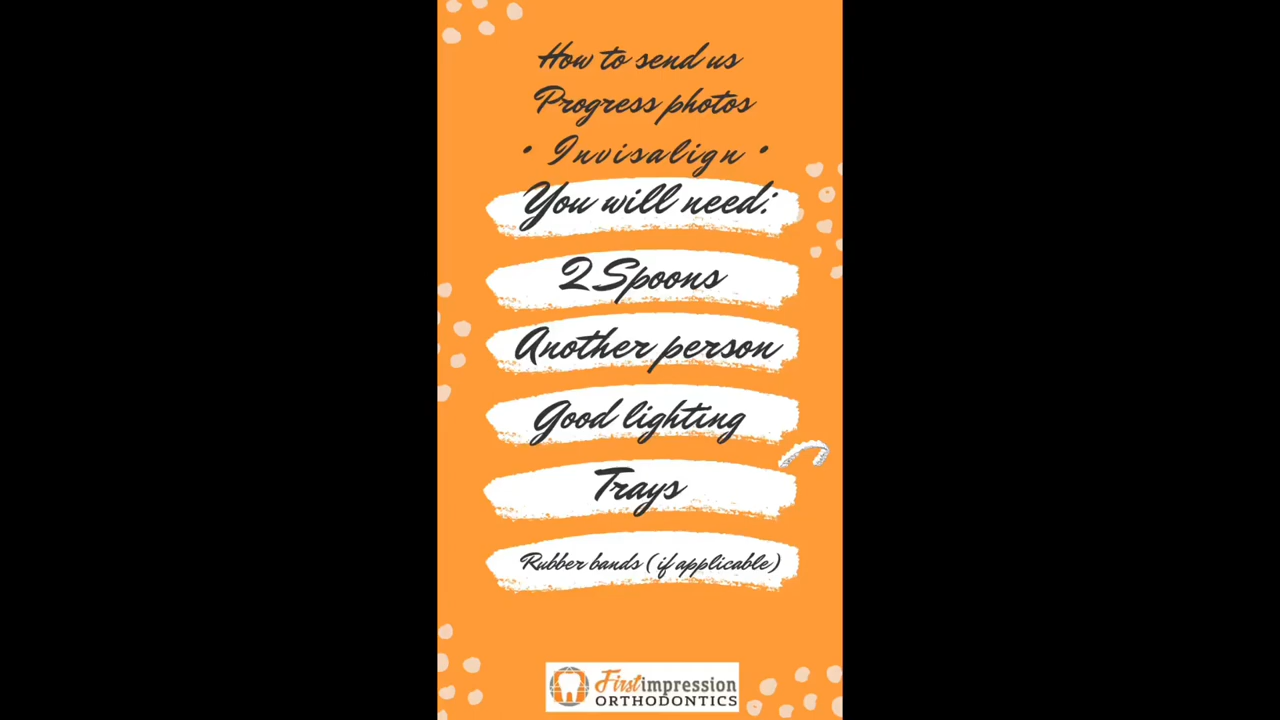 How to send us
Progress photos
• Invisalign •
You will need:
2 Spoons
Another person
Good lighting
Trays
Rubber bands (if applicable)
First impression
ORTHODONTICS